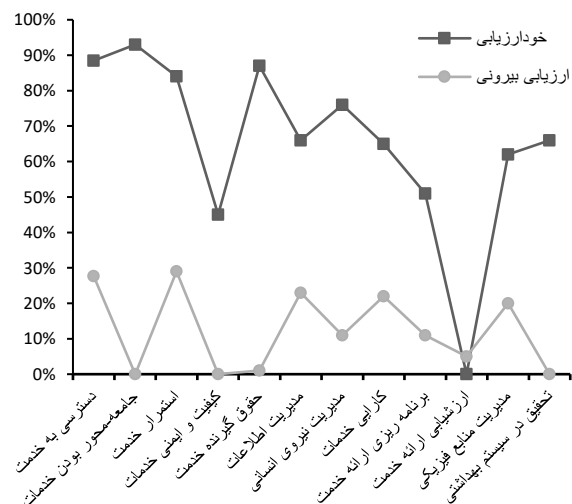 100%
90%
80%
70%
60%
50%
40%
30%
20%
10%
0%
خودارزیابی
ارزیابی بیرونی
دسترسی به خدمت
جامعه-محور بودن خدمات
استمرار خدمت
کیفیت و ایمنی خدمات
حقوق گیرنده خدمت
مدیریت اطلاعات
مدیریت نیروی انسانی
کارایی خدمات
برنامه ریزی ارائه خدمت
ارزشیابی ارائه خدمت
مدیریت منابع فیزیکی
تحقیق در سیستم بهداشتی